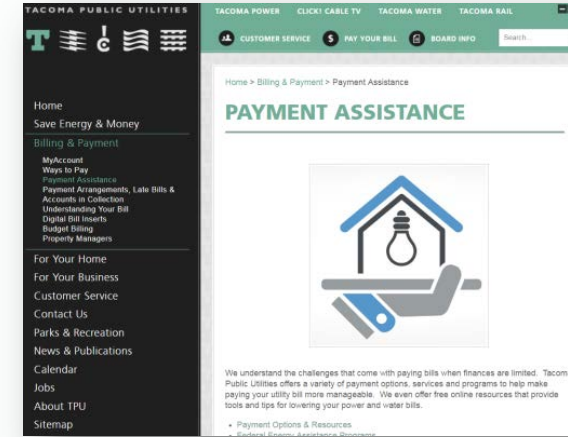 TACOMA PUBLIC UTILITIES
TACOMA POWER CLICK! CABLE TV TACOMA WATER TACOMA RAIL
CUSTOMER SERVICE $ PAY YOUR BILL BOARD INFO Search...
T
Home > Billing & Payment > Payment Assistance
PAYMENT ASSISTANCE
Home
Save Energy & Money
Billing & Payment
MyAccount
Ways to Pay
Payment Assistance
Payment Arrangements, Late Bills &
Accounts in Collection
Understanding Your Bill
Digital Bill Inserts
Budget Billing
Property Managers
For Your Home
For Your Business
Customer Service
Contact Us
Parks & Recreation
News & Publications
Calendar
Jobs
About TPU
Sitemap
We understand the challenges that come with paying bills when finances are limited. Tacom
Public Utilities offers a variety of payment options, services and programs to help make
paying your utility bill more manageable. We even offer free online resources that provide
tools and tips for lowering your power and water bills.
• Payment Options & Resources
• Federal Energy Assistance Programs